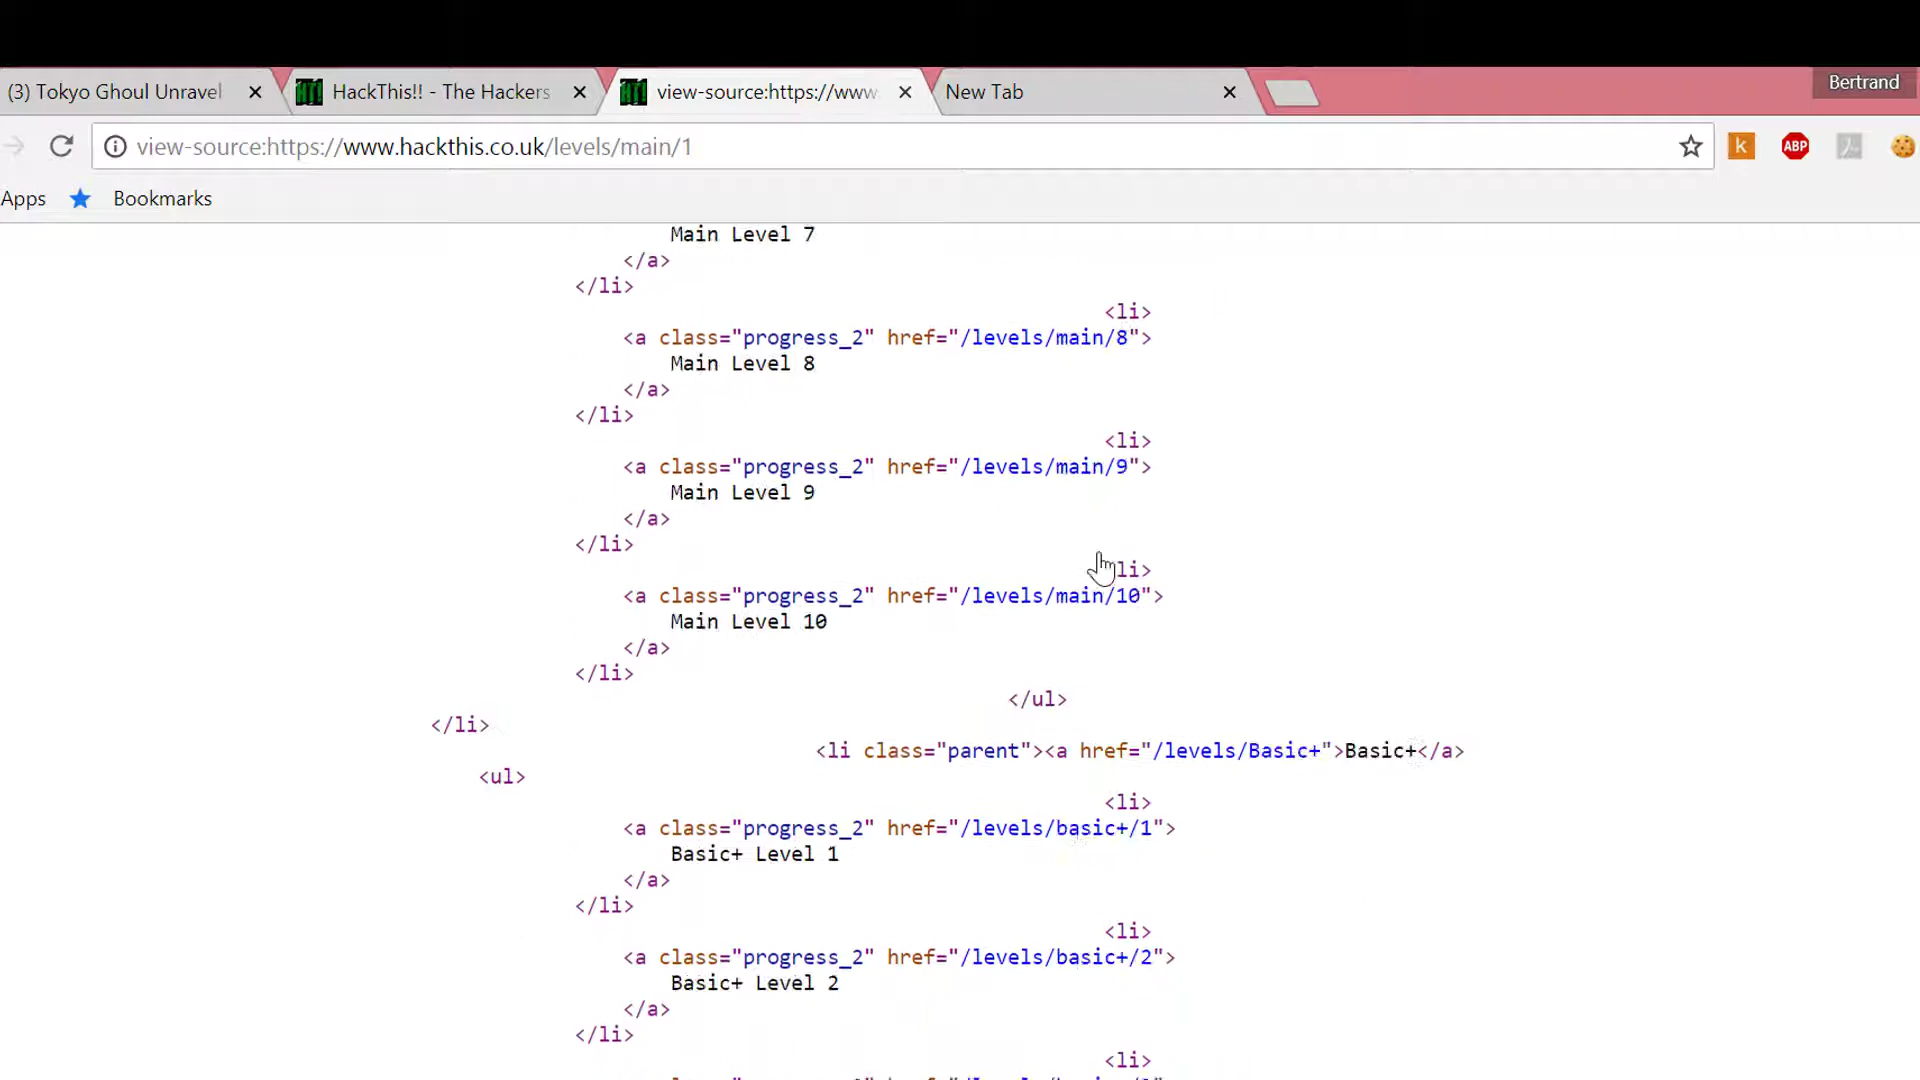 (3) Tokyo Ghoul Unravel
HackThis!! - The Hackers
view-source:https://www.
New Tab
Bertrand
view-source:https://www.hackthis.co.uk/levels/main/1
k
ABP
Apps
Bookmarks
Main Level 7
</a>
</li>
<li>
<a class="progress_2" href="/levels/main/8">
Main Level 8
</a>
</li>
<li>
<a class="progress_2" href="/levels/main/9">
Main Level 9
</a>
</li>
li>
<a class="progress_2" href="/levels/main/10">
Main Level 10
</a>
</li>
</ul>
</li>
<li class="parent"><a href="/levels/Basic+">Basic+</a>
<ul>
<li>
<a class="progress_2" href="/levels/basic+/1">
Basic+ Level 1
</a>
</li>
<li>
<a class="progress_2" href="/levels/basic+/2">
Basic+ Level 2
</a>
</li>
<li>